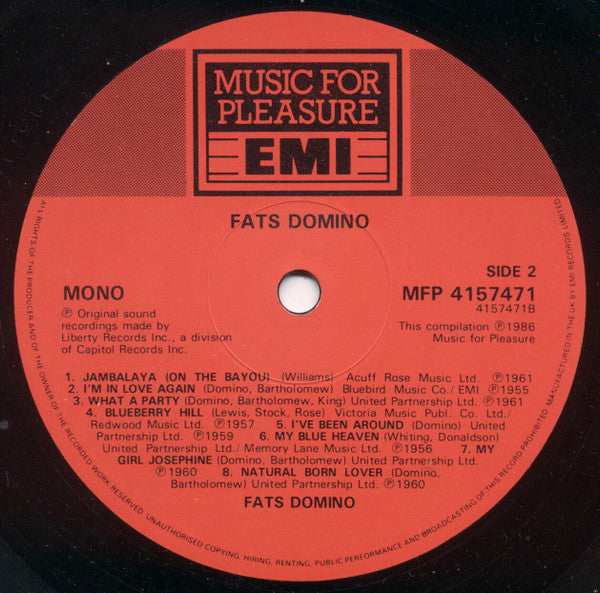 MUSIC FOR
PLEASURE
EMI
FATS DOMINO
SIDE 2
MONO
MFP 4157471
4157471B
℗ Original sound
recordings made by
Liberty Records Inc., a division
of Capitol Records Inc.
This compilation ℗1986
Music for Pleasure
1. JAMBALAYA (ON THE BAYOU) (Williams) Acuff Rose Music Ltd. ℗1961
2. I'M IN LOVE AGAIN (Domino, Bartholomew) Bluebird Music Co./ EMI ℗1955
3. WHAT A PARTY (Domino, Bartholomew, King) United Partnership Ltd. ℗1961
4. BLUEBERRY HILL (Lewis, Stock, Rose) Victoria Music Publ. Co. Ltd./
Redwood Music Ltd. ℗1957 5. I'VE BEEN AROUND (Domino) United
Partnership Ltd. ℗1959 6. MY BLUE HEAVEN (Whiting, Donaldson)
United Partnership Ltd./ Memory Lane Music Ltd. ℗1956 7. MY
GIRL JOSEPHINE (Domino, Bartholomew) United Partnership Ltd.
℗1960 8. NATURAL BORN LOVER (Domino,
Bartholomew) United Partnership Ltd. ℗1960
FATS DOMINO
ALL RIGHTS OF THE PRODUCER AND OF THE OWNER OF THE RECORDED WORK RESERVED. UNAUTHORISED COPYING, HIRING, RENTING, PUBLIC PERFORMANCE AND BROADCASTING OF THIS RECORD PROHIBITED. MANUFACTURED IN THE UK BY EMI RECORDS LIMITED